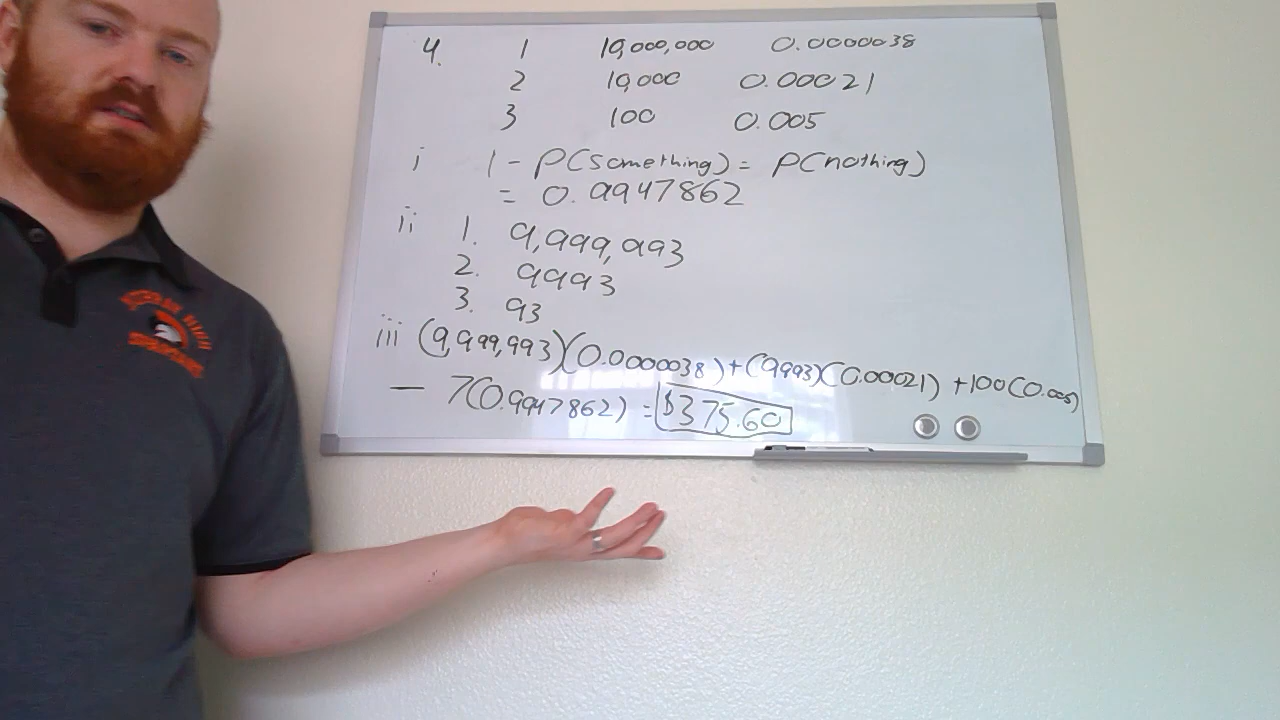 4. 1 10,000,000 0.0000038
2 10,000 0.00021
3 100 0.005
i 1 - P(something) = P(nothing)
= 0.9947862
ii 1. 9,999,993
2. 9993
3. 93
iii (9,999,993)(0.0000038) + (9993)(0.00021) + 100(0.005)
- 7(0.9947862) = $375.60